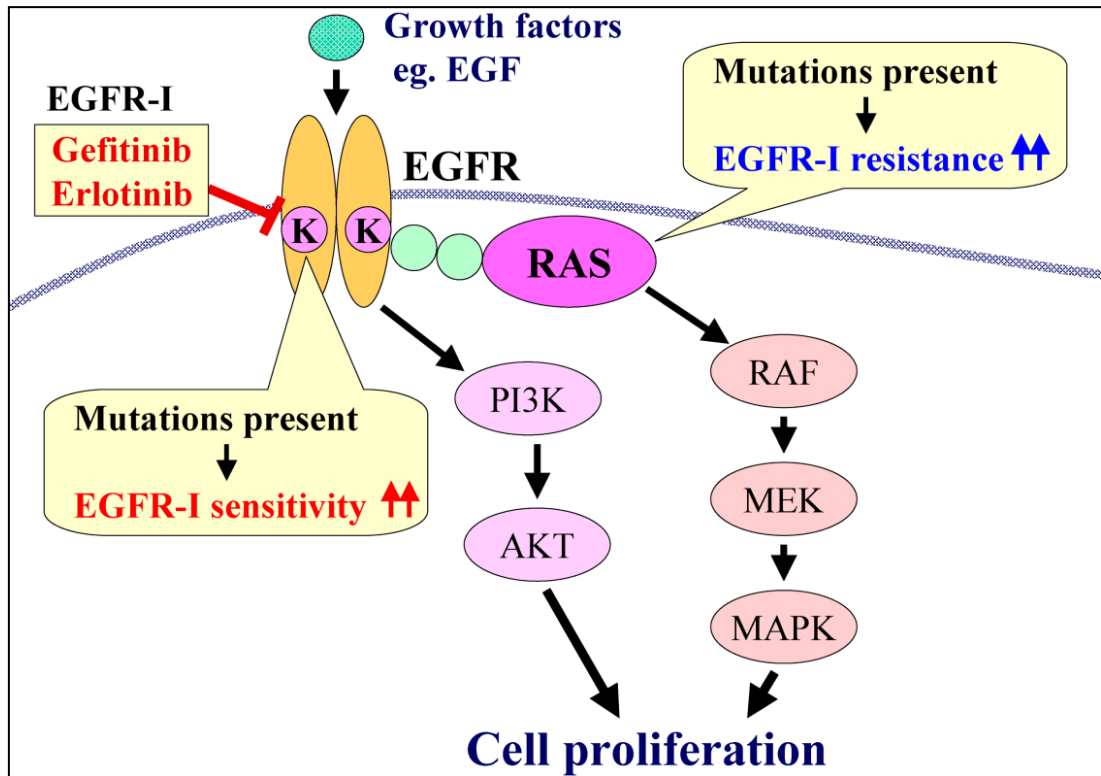 Growth factors
eg. EGF
EGFR-I
Gefitinib
Erlotinib
EGFR
K
K
Mutations present
EGFR-I resistance
RAS
Mutations present
EGFR-I sensitivity
PI3K
AKT
RAF
MEK
MAPK
Cell proliferation